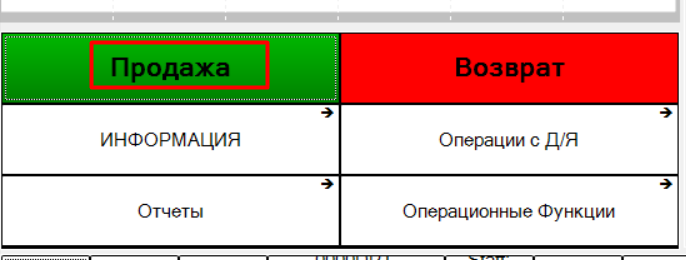 Продажа
Возврат
ИНФОРМАЦИЯ
Операции с Д/Я
Отчеты
Операционные Функции